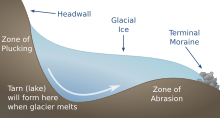 Headwall
Glacial
Ice
Terminal
Moraine
Zone of
Plucking
Tarn (lake)
will form here
when glacier melts
Zone of
Abrasion